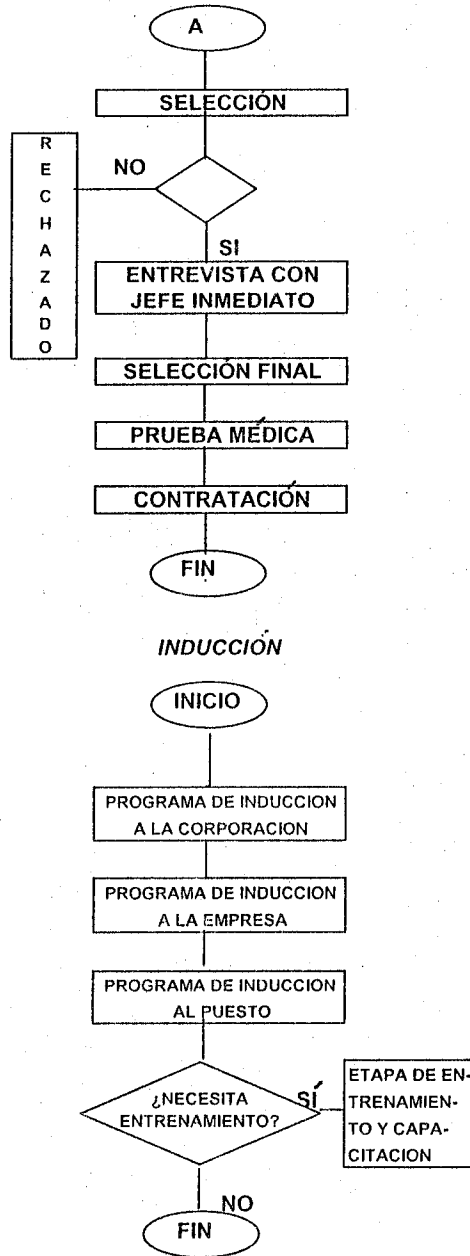 A
SELECCIÓN
R
E
C
H
A
Z
A
D
O
NO
SI
ENTREVISTA CON
JEFE INMEDIATO
SELECCIÓN FINAL
PRUEBA MÉDICA
CONTRATACIÓN
FIN
INDUCCIÓN
INICIO
PROGRAMA DE INDUCCION
A LA CORPORACION
PROGRAMA DE INDUCCION
A LA EMPRESA
PROGRAMA DE INDUCCION
AL PUESTO
¿NECESITA
ENTRENAMIENTO?
SÍ
ETAPA DE EN-
TRENAMIEN-
TO Y CAPA-
CITACION
NO
FIN